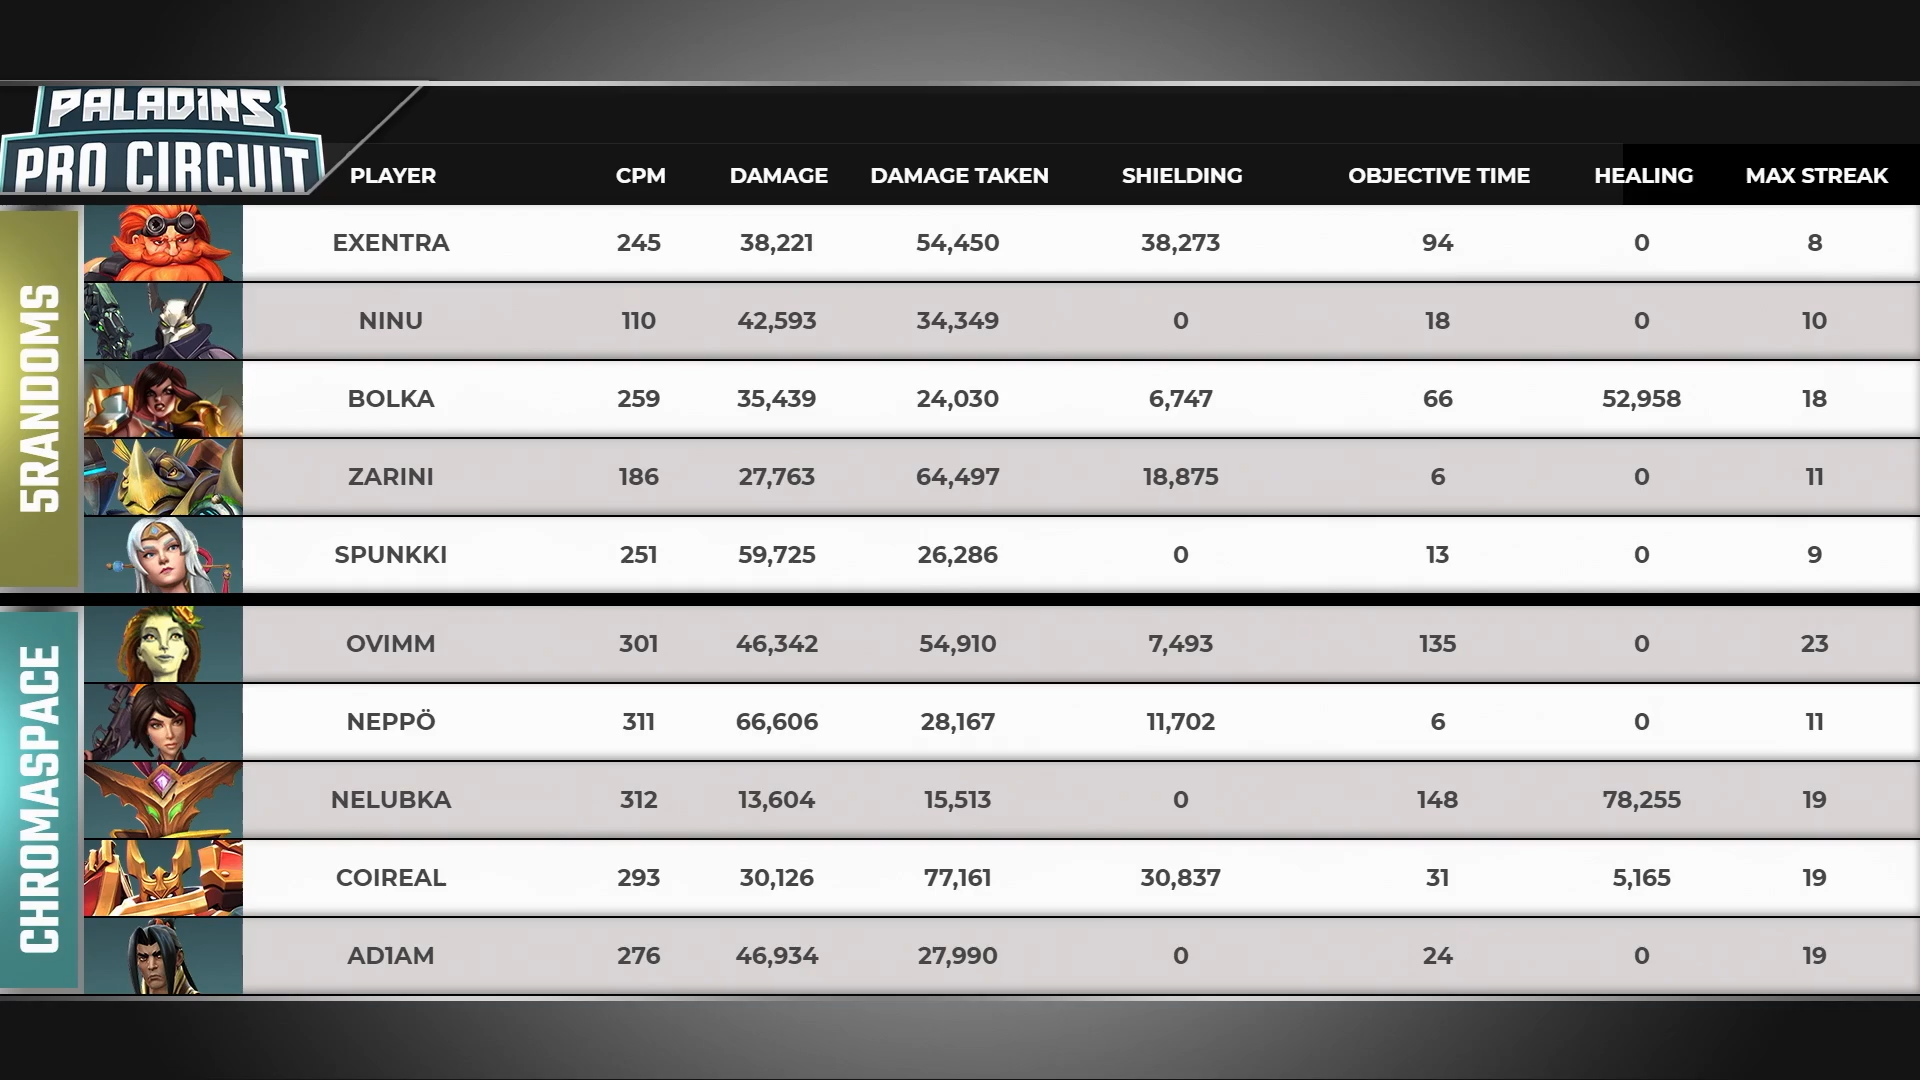 PALADINS
PRO CIRCUIT
PLAYER CPM DAMAGE DAMAGE TAKEN SHIELDING OBJECTIVE TIME HEALING MAX STREAK
5RANDOMS
EXENTRA 245 38,221 54,450 38,273 94 0 8
NINU 110 42,593 34,349 0 18 0 10
BOLKA 259 35,439 24,030 6,747 66 52,958 18
ZARINI 186 27,763 64,497 18,875 6 0 11
SPUNKKI 251 59,725 26,286 0 13 0 9
CHROMASPACE
OVIMM 301 46,342 54,910 7,493 135 0 23
NEPPÖ 311 66,606 28,167 11,702 6 0 11
NELUBKA 312 13,604 15,513 0 148 78,255 19
COIREAL 293 30,126 77,161 30,837 31 5,165 19
AD1AM 276 46,934 27,990 0 24 0 19